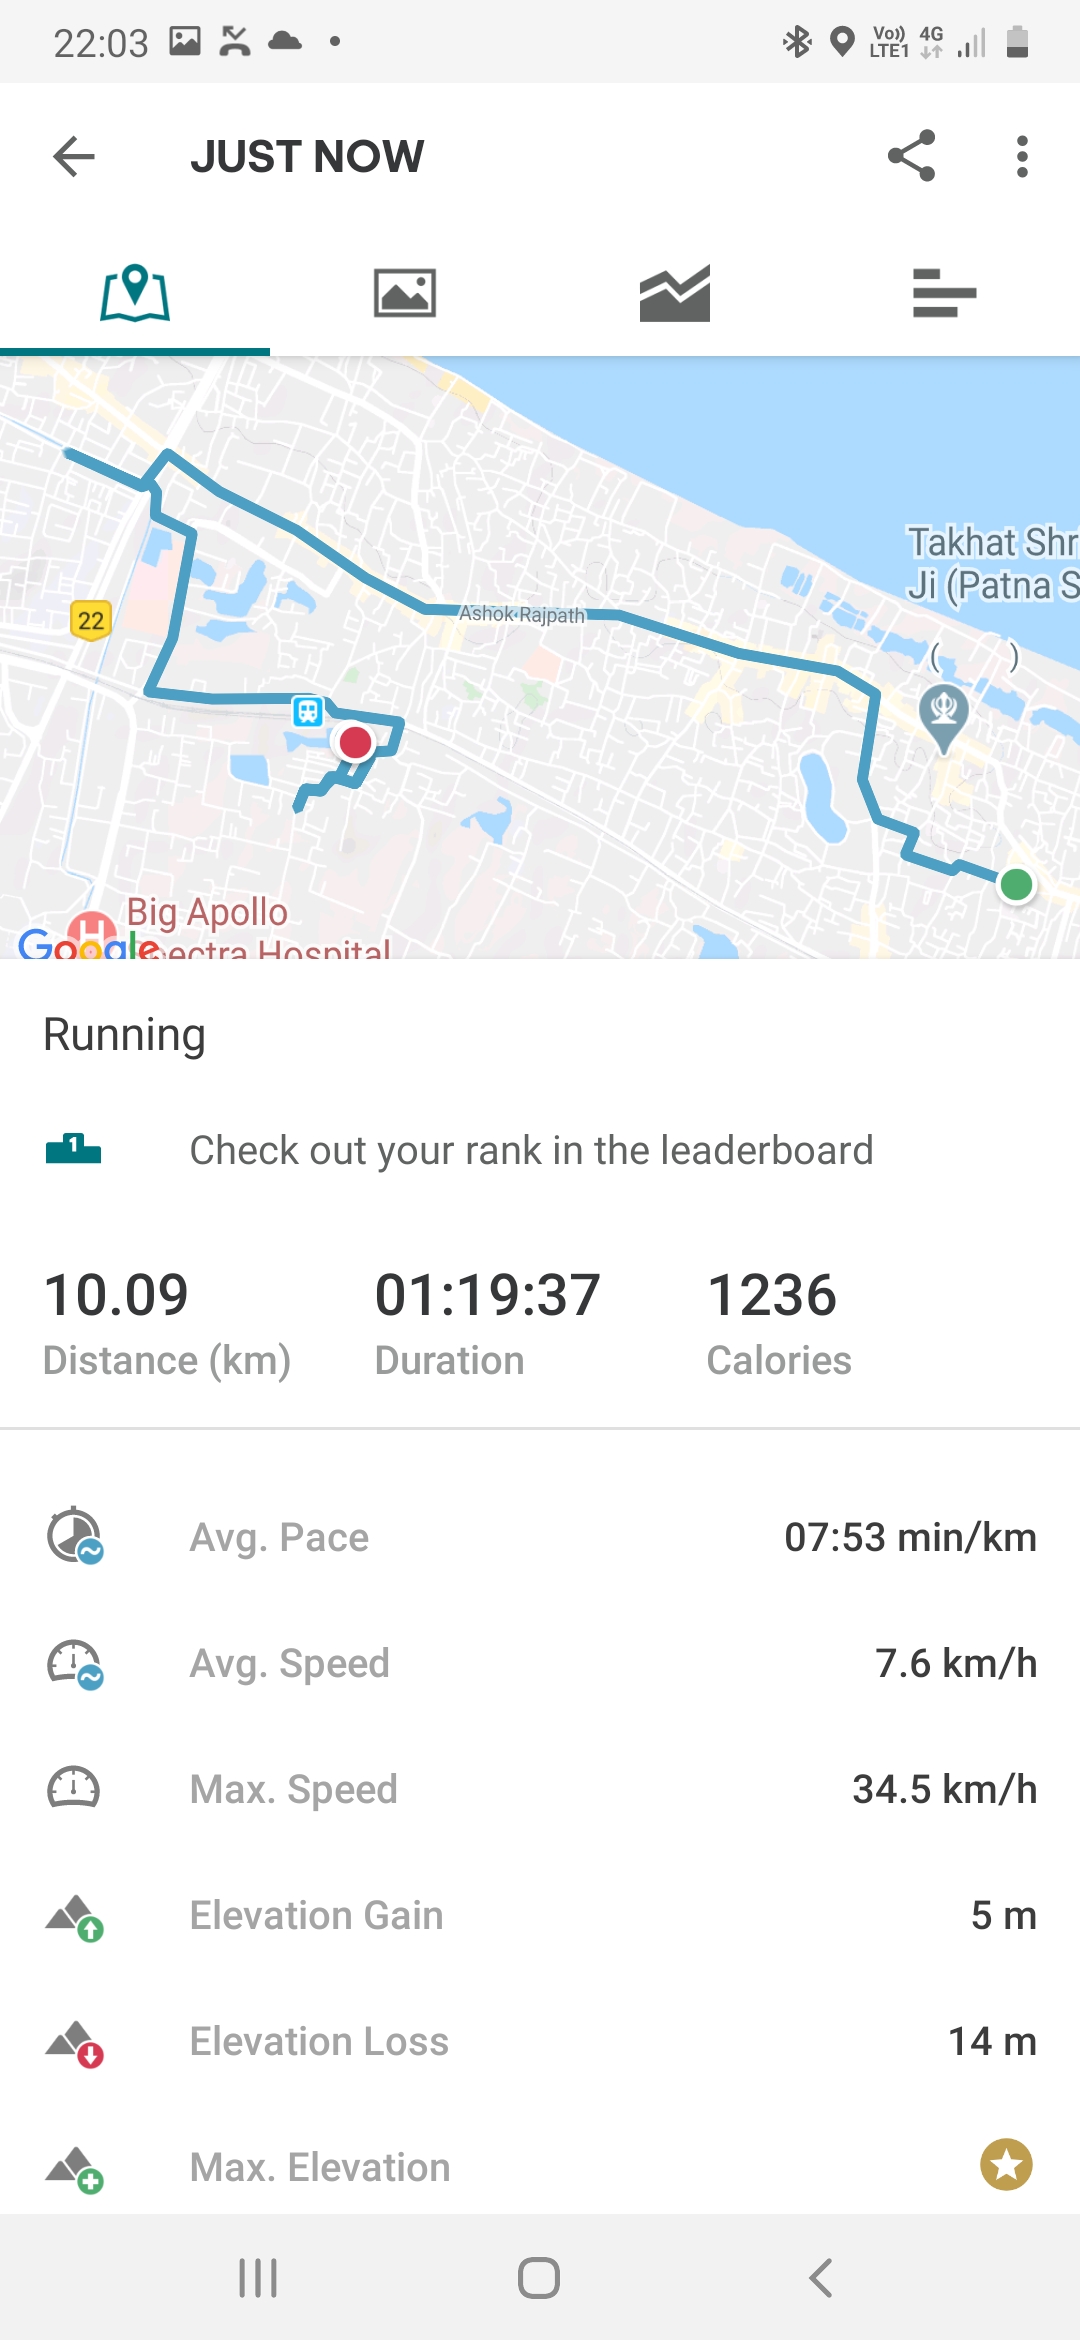 22:03
Vo)) LTE1 4G
JUST NOW
Takhat Shr
Ji (Patna S
( )
Ashok Rajpath
22
Big Apollo
Spectra Hospital
Google
Running
1
Check out your rank in the leaderboard
10.09 01:19:37 1236
Distance (km) Duration Calories
Avg. Pace 07:53 min/km
Avg. Speed 7.6 km/h
Max. Speed 34.5 km/h
Elevation Gain 5 m
Elevation Loss 14 m
Max. Elevation